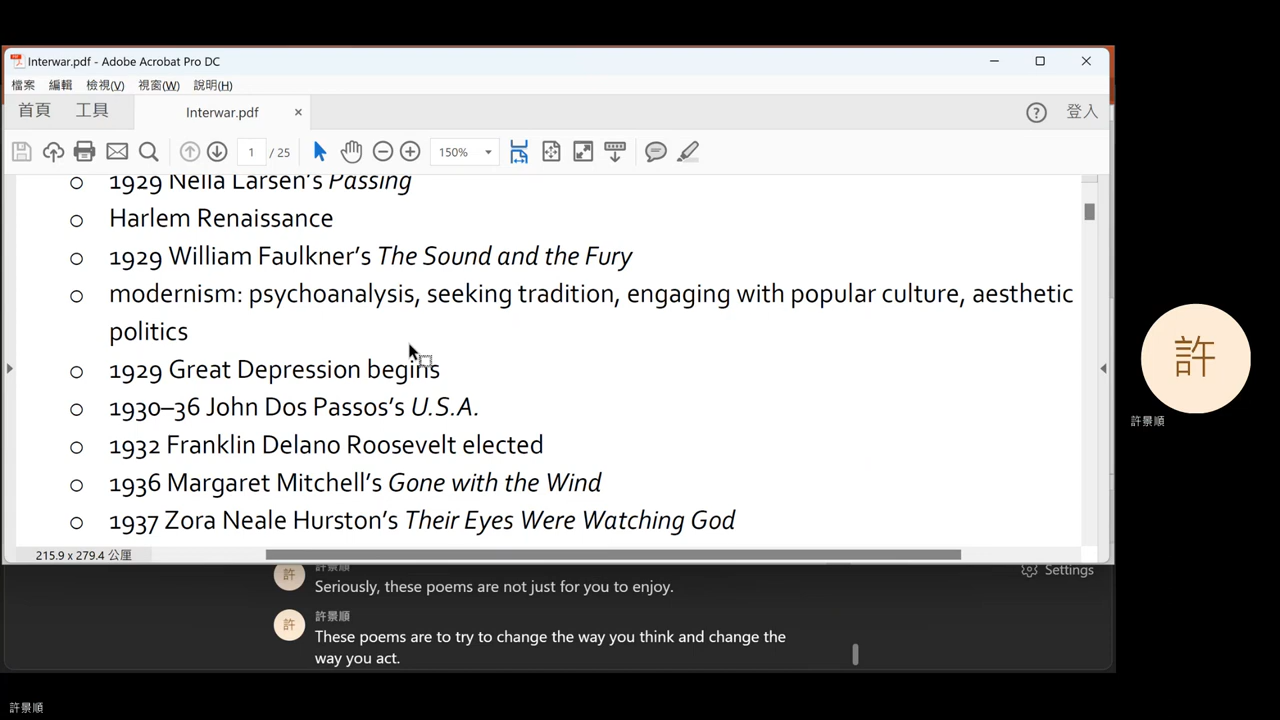 Interwar.pdf - Adobe Acrobat Pro DC
檔案 編輯 檢視(V) 視窗(W) 說明(H)
首頁 工具 Interwar.pdf × 登入
1 / 25 150%
o 1929 Nella Larsen's Passing
o Harlem Renaissance
o 1929 William Faulkner's The Sound and the Fury
o modernism: psychoanalysis, seeking tradition, engaging with popular culture, aesthetic
politics
o 1929 Great Depression begins
o 1930–36 John Dos Passos's U.S.A.
o 1932 Franklin Delano Roosevelt elected
o 1936 Margaret Mitchell's Gone with the Wind
o 1937 Zora Neale Hurston's Their Eyes Were Watching God
215.9 x 279.4 公厘
許 許景順
Seriously, these poems are not just for you to enjoy.
Settings
許 許景順
These poems are to try to change the way you think and change the
way you act.
許
許景順
許景順